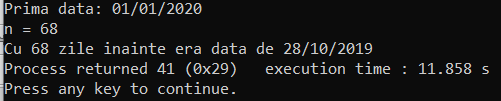 Prima data: 01/01/2020
n = 68
Cu 68 zile inainte era data de 28/10/2019
Process returned 41 (0x29)   execution time : 11.858 s
Press any key to continue.